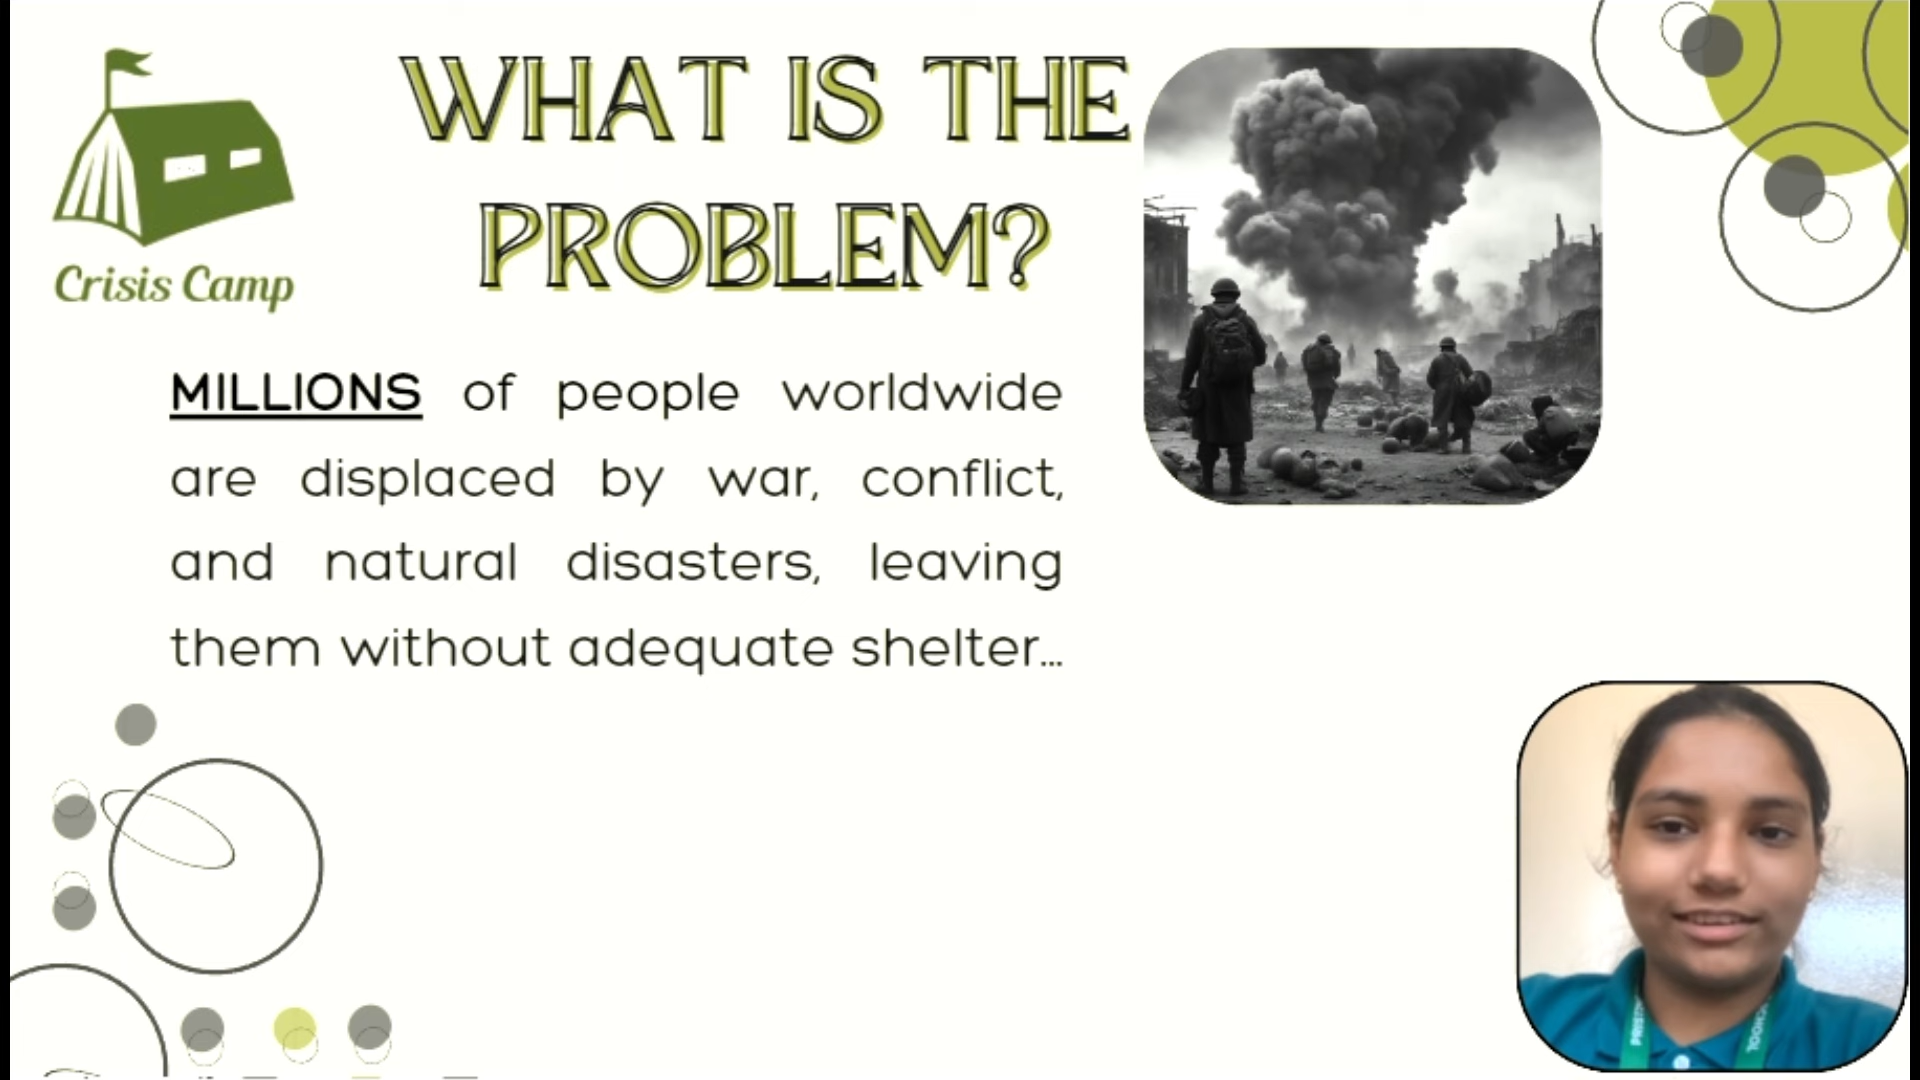 WHAT IS THE
PROBLEM?
Crisis Camp
MILLIONS of people worldwide
are displaced by war, conflict,
and natural disasters, leaving
them without adequate shelter...